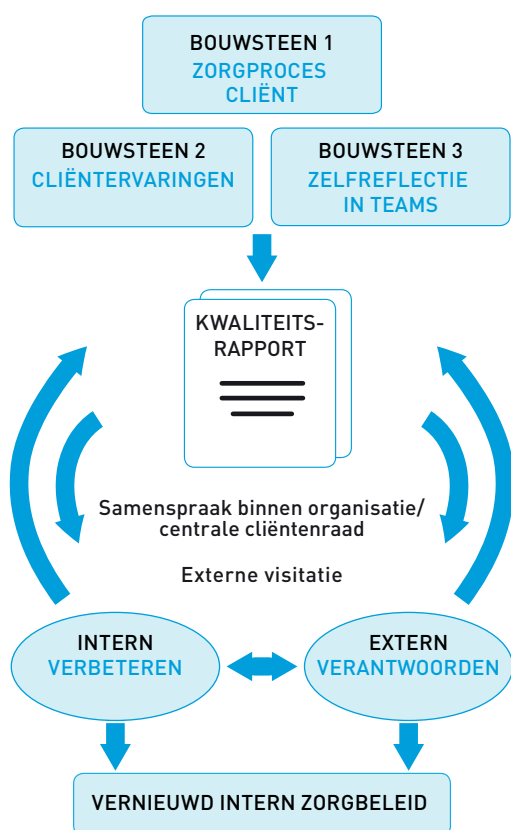 BOUWSTEEN 1
ZORGPROCES
CLIËNT
BOUWSTEEN 2
CLIËNTERVARINGEN
BOUWSTEEN 3
ZELFREFLECTIE
IN TEAMS
KWALITEITS-
RAPPORT
Samenspraak binnen organisatie/
centrale cliëntenraad
Externe visitatie
INTERN
VERBETEREN
EXTERN
VERANTWOORDEN
VERNIEUWD INTERN ZORGBELEID